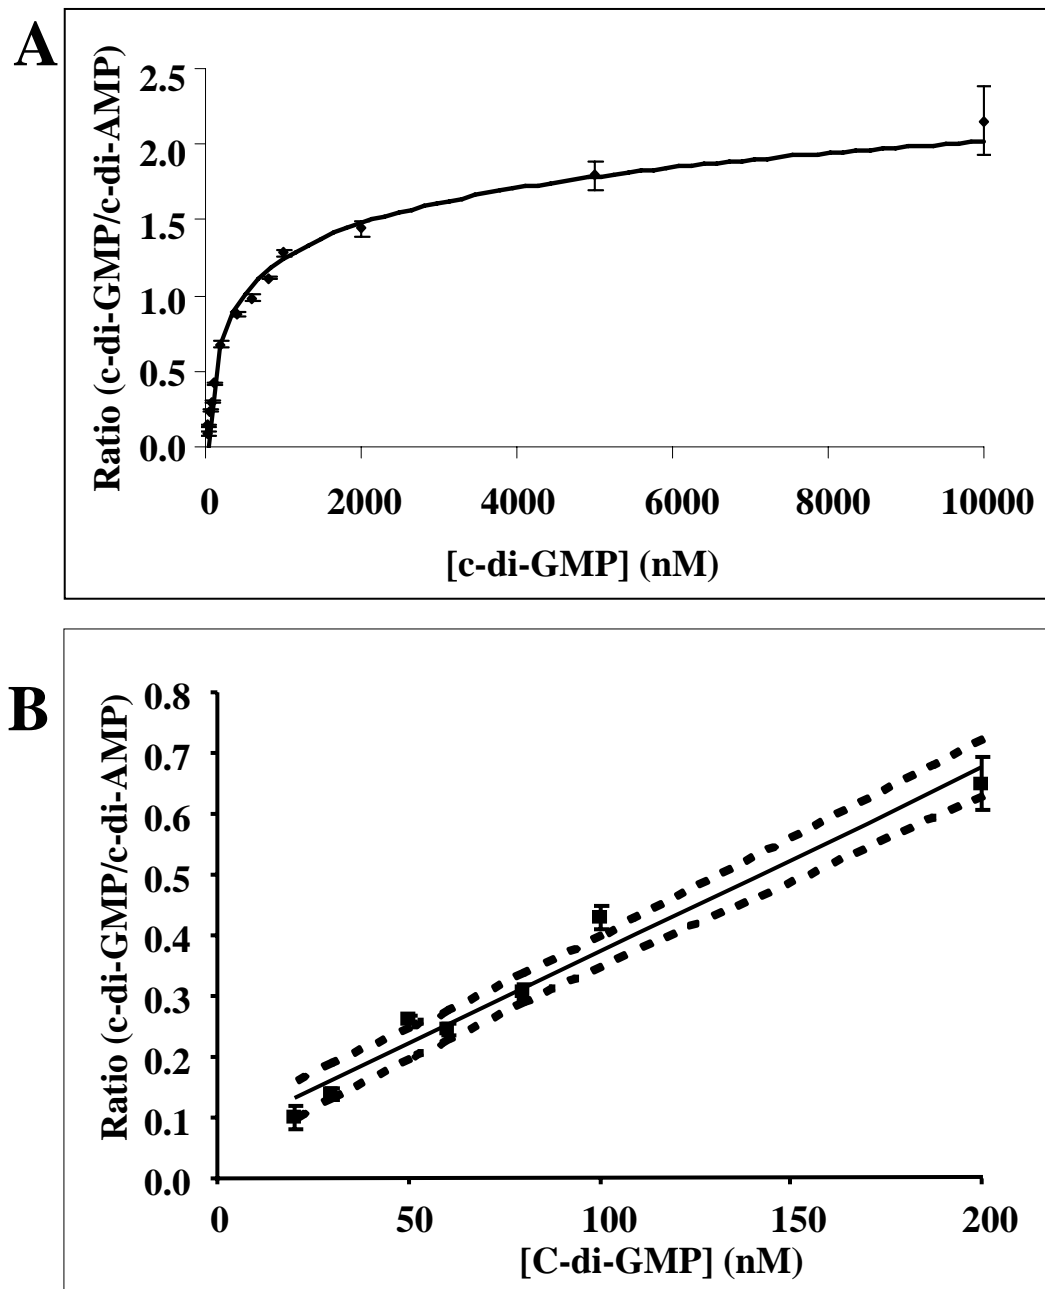 A
Ratio (c-di-GMP/c-di-AMP)
2.5
2.0
1.5
1.0
0.5
0.0
0 2000 4000 6000 8000 10000
[c-di-GMP] (nM)
B
Ratio (c-di-GMP/c-di-AMP)
0.8
0.7
0.6
0.5
0.4
0.3
0.2
0.1
0.0
0 50 100 150 200
[C-di-GMP] (nM)